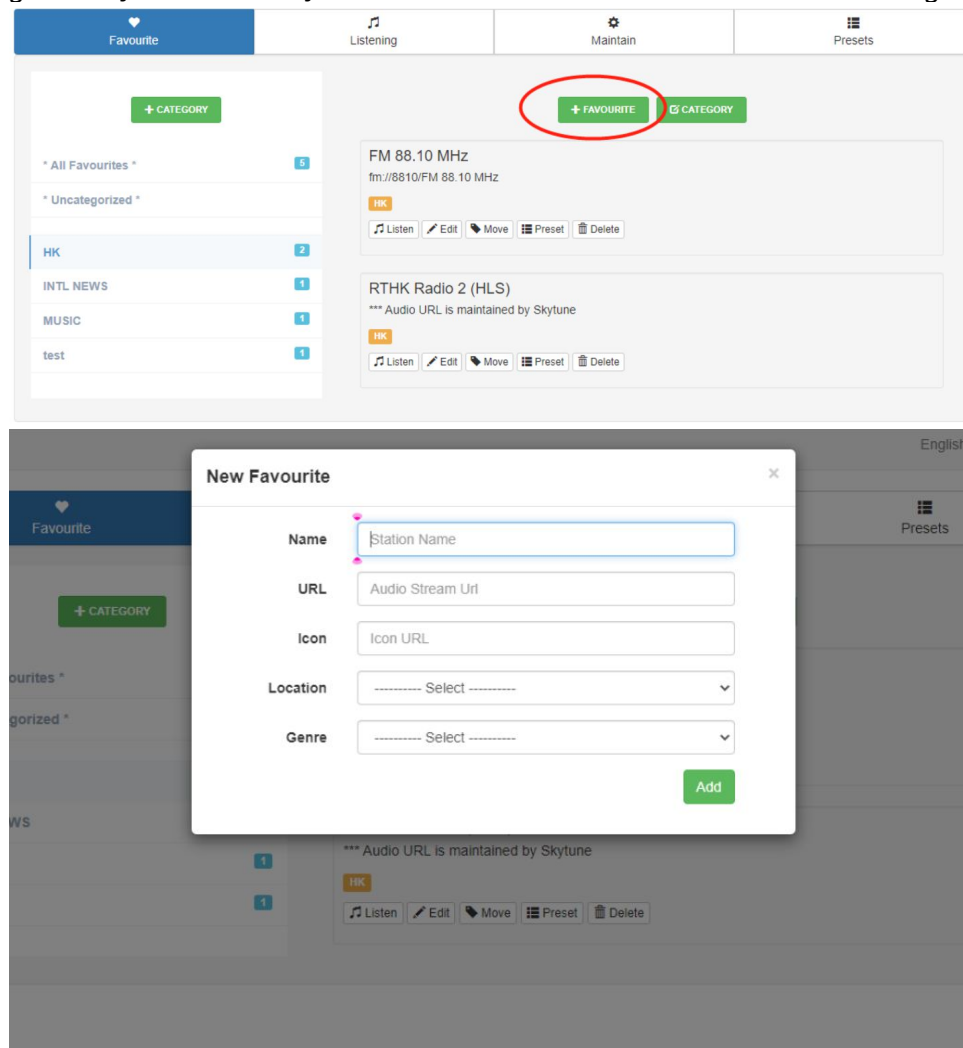 Favourite
Listening
Maintain
Presets
+ CATEGORY
+ FAVOURITE
CATEGORY
* All Favourites * 5
* Uncategorized *
HK 2
INTL NEWS 1
MUSIC 1
test 1
FM 88.10 MHz
fm://8810/FM 88.10 MHz
HK
Listen Edit Move Preset Delete
RTHK Radio 2 (HLS)
*** Audio URL is maintained by Skytune
HK
Listen Edit Move Preset Delete
English
New Favourite ×
Favourite
Presets
Name Station Name
URL Audio Stream Url
+ CATEGORY
Icon Icon URL
ourites *
Location ---------- Select ----------
gorized *
Genre ---------- Select ----------
Add
WS
*** Audio URL is maintained by Skytune
1
HK
1
Listen Edit Move Preset Delete